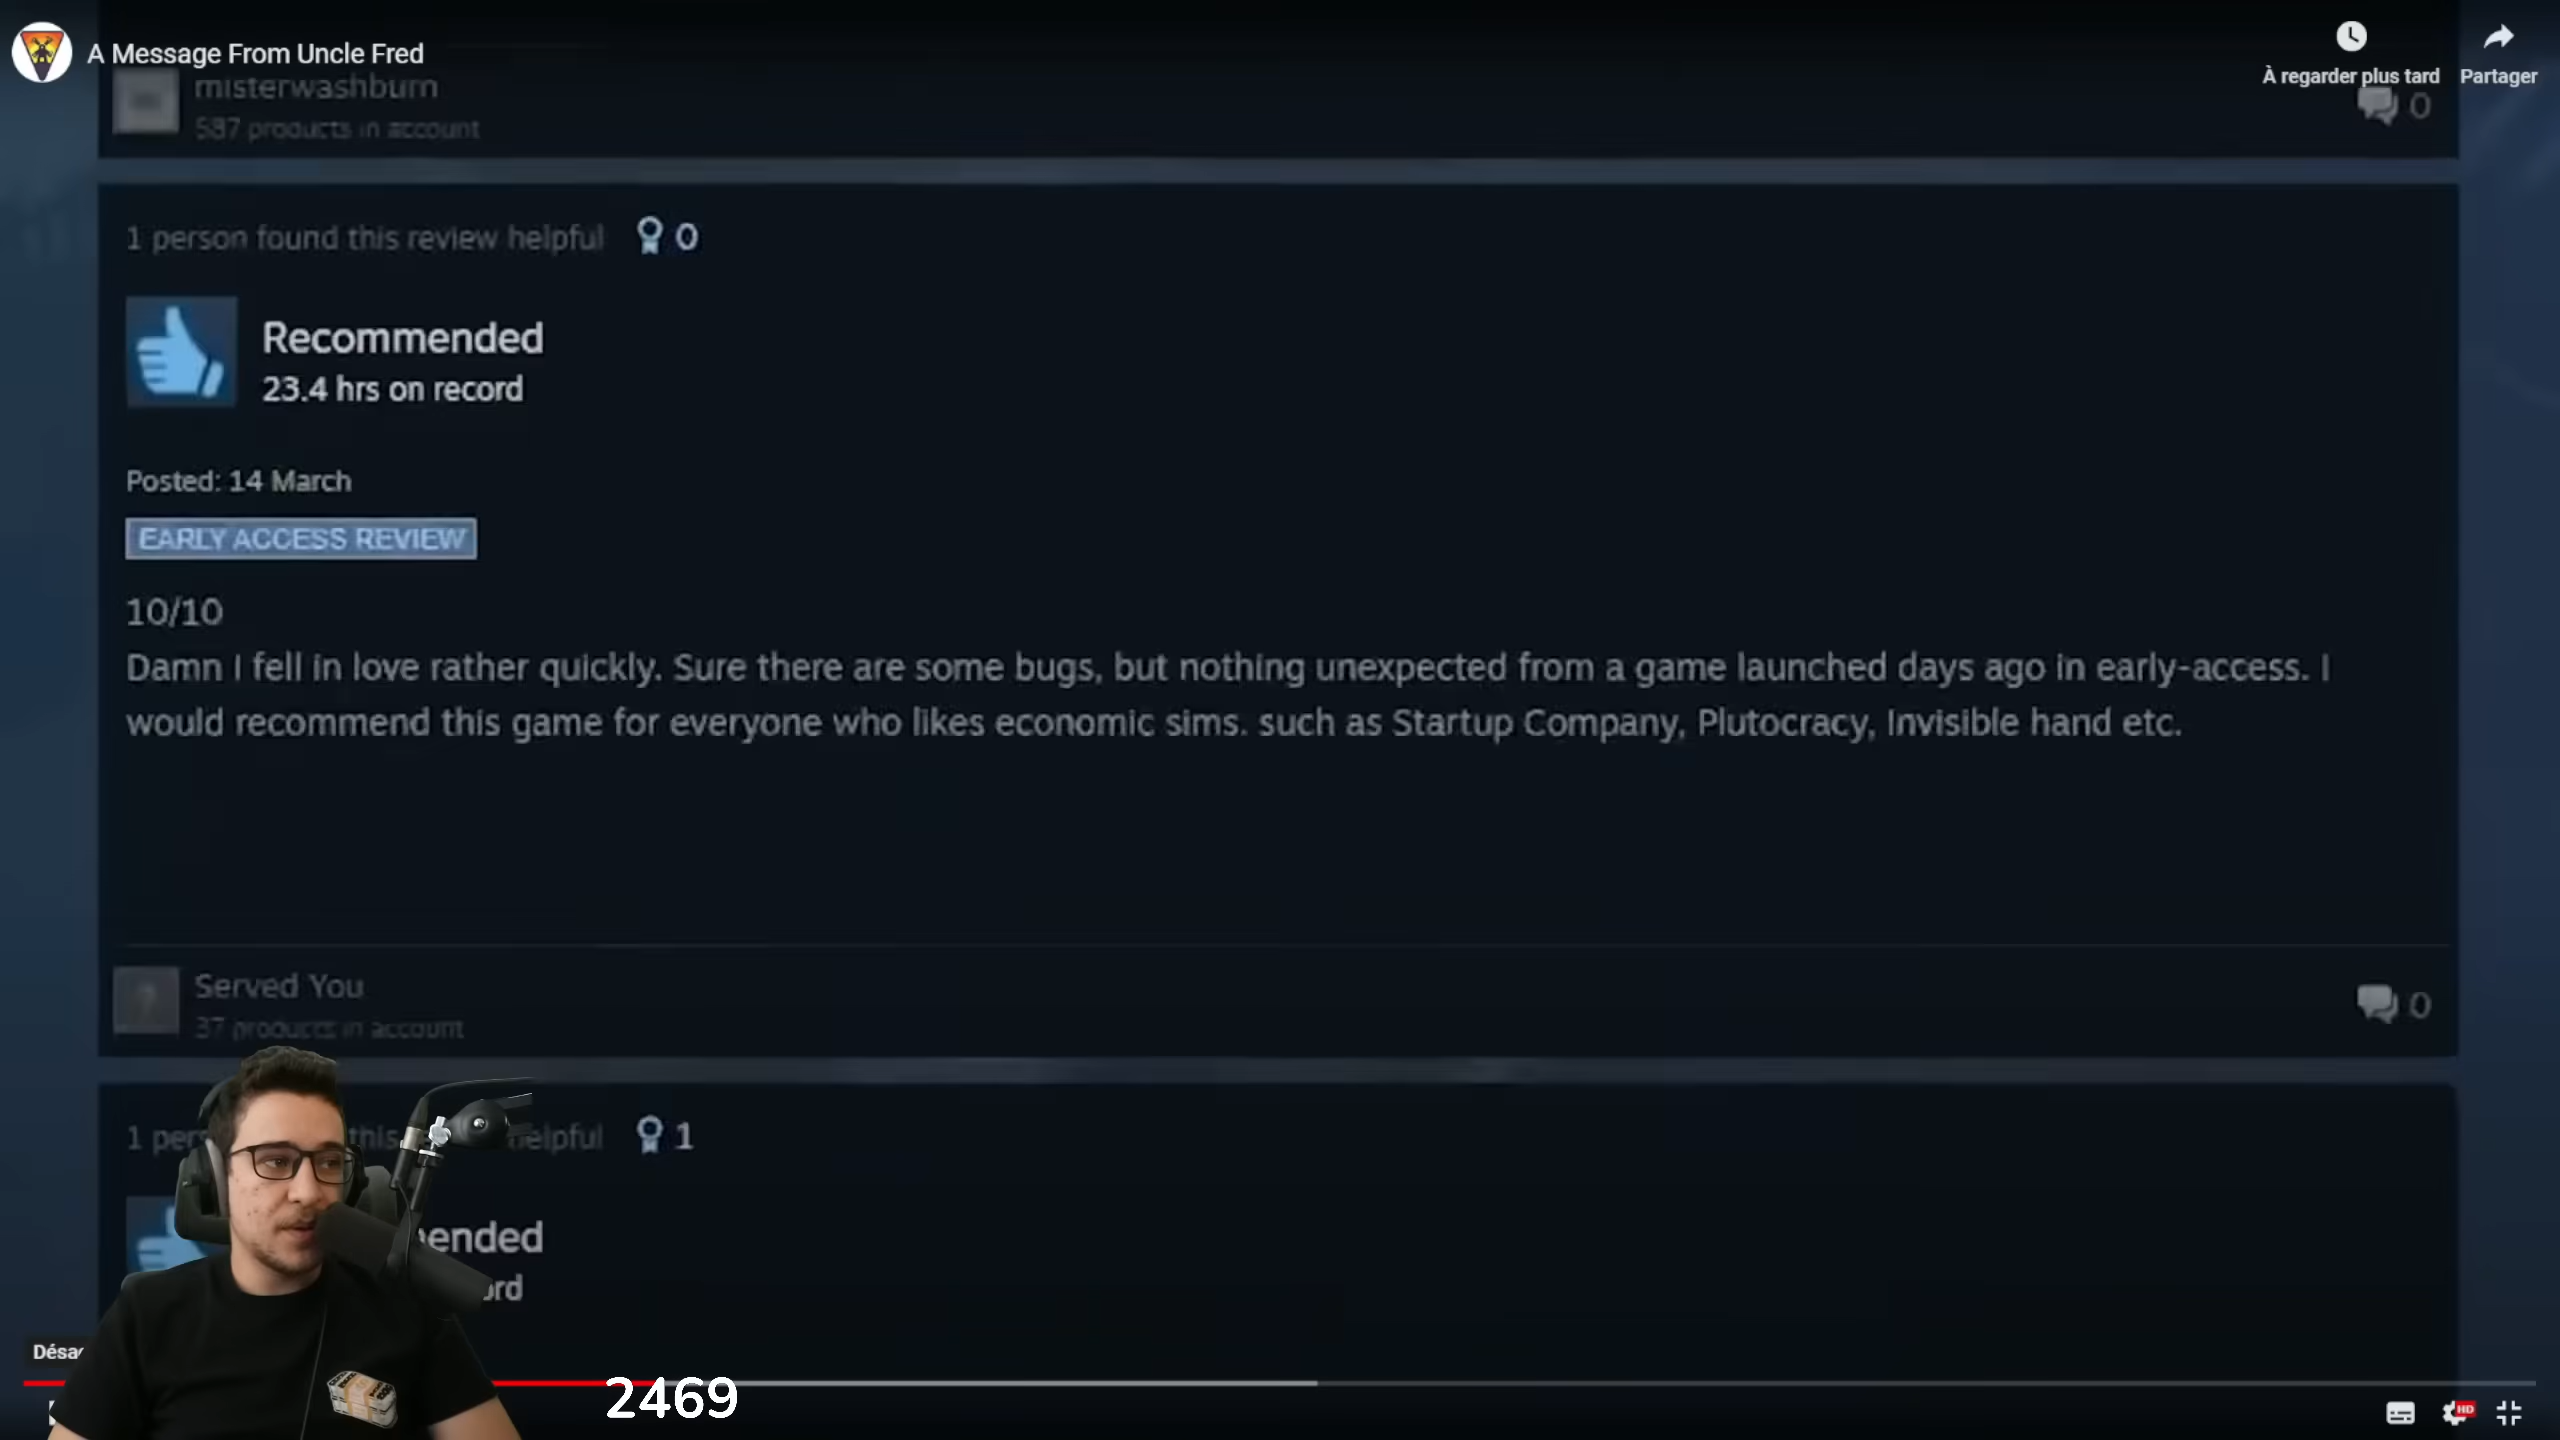 A Message From Uncle Fred
À regarder plus tard
Partager
misterwashburn
587 products in account
0
1 person found this review helpful 0
Recommended
23.4 hrs on record
Posted: 14 March
EARLY ACCESS REVIEW
10/10
Damn I fell in love rather quickly. Sure there are some bugs, but nothing unexpected from a game launched days ago in early-access. I
would recommend this game for everyone who likes economic sims. such as Startup Company, Plutocracy, Invisible hand etc.
Served You
37 products in account
0
1 this helpful 1
2469
HD